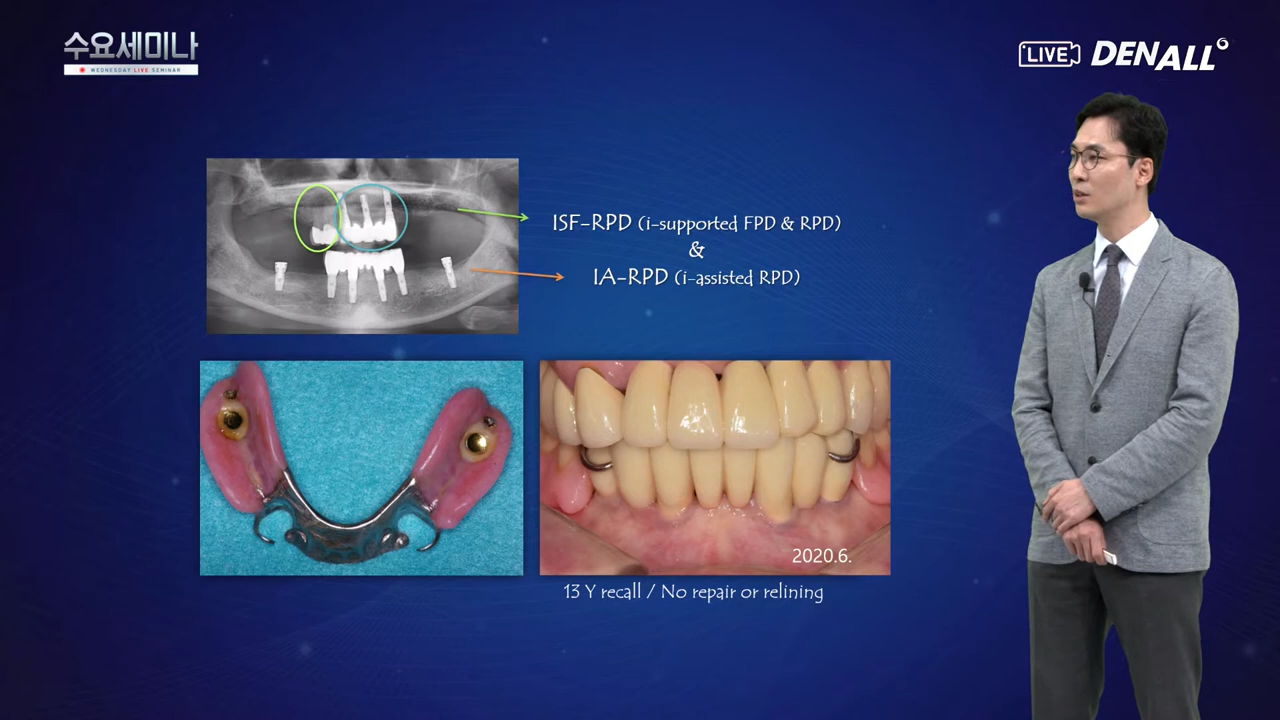 수요세미나
WEDNESDAY LIVE SEMINAR
LIVE
DENALL
ISF-RPD (i-supported FPD & RPD)
&
IA-RPD (i-assisted RPD)
2020.6.
13 Y recall / No repair or relining